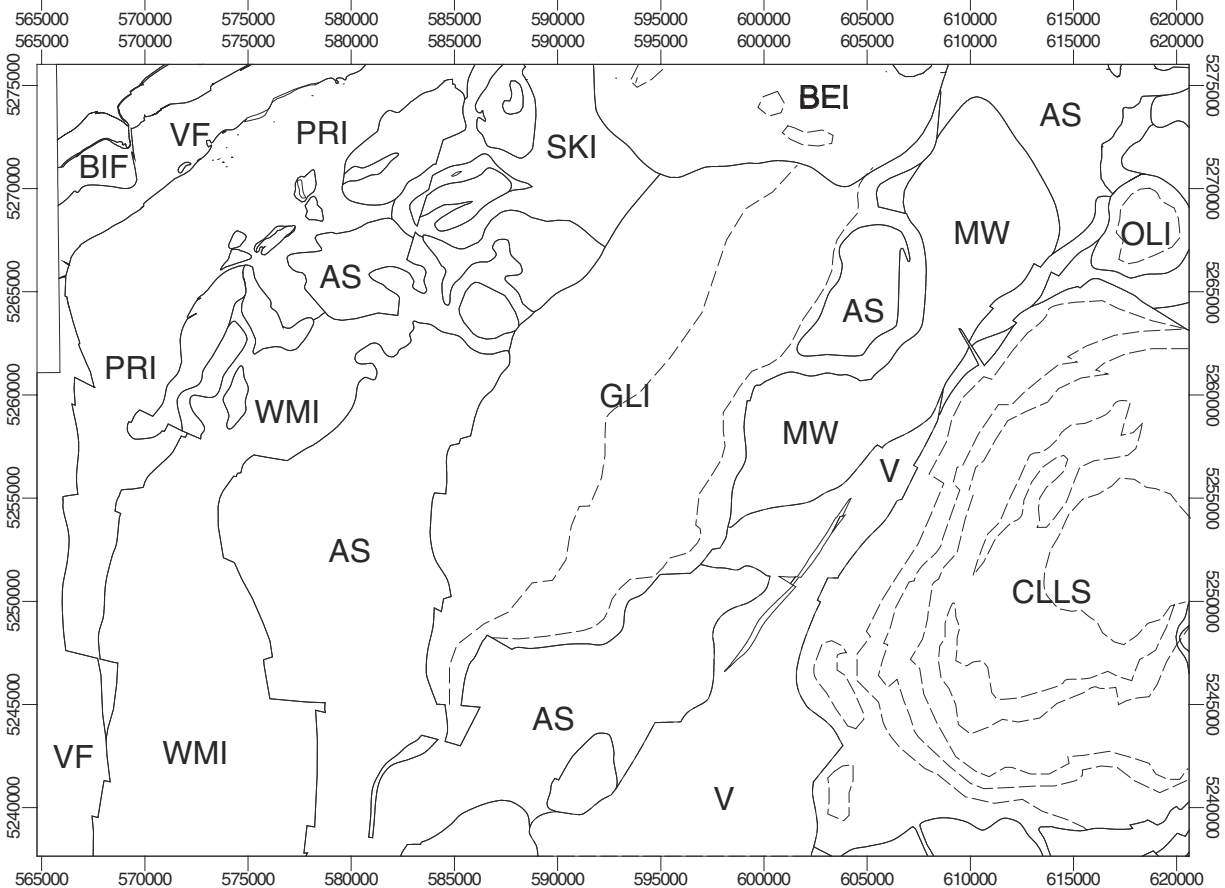 565000 570000 575000 580000 585000 590000 595000 600000 605000 610000 615000 620000
565000 570000 575000 580000 585000 590000 595000 600000 605000 610000 615000 620000
5275000 5275000
BEI
AS
VF PRI
SKI
BIF
5270000 5270000
MW OLI
AS
5265000 5265000
AS
PRI
5260000 GLI 5260000
WMI
MW
V
5255000 5255000
AS
CLLS
5250000 5250000
AS
5245000 5245000
VF WMI
V
5240000 5240000
565000 570000 575000 580000 585000 590000 595000 600000 605000 610000 615000 620000